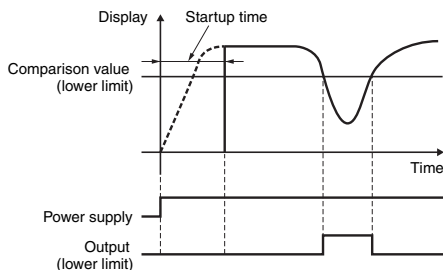 Display
Startup time
Comparison value
(lower limit)
Time
Power supply
Output
(lower limit)